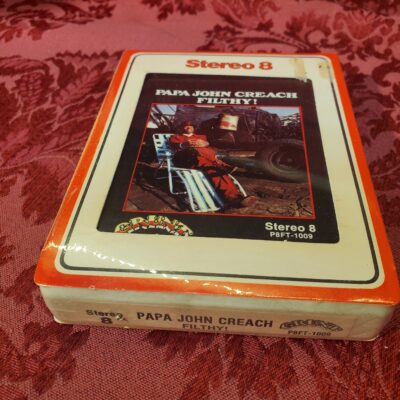 Stereo 8
PAPA JOHN CREACH
FILTHY!
Stereo 8
P8FT-1009
Stereo
8
PAPA JOHN CREACH
FILTHY!
P8FT-1009